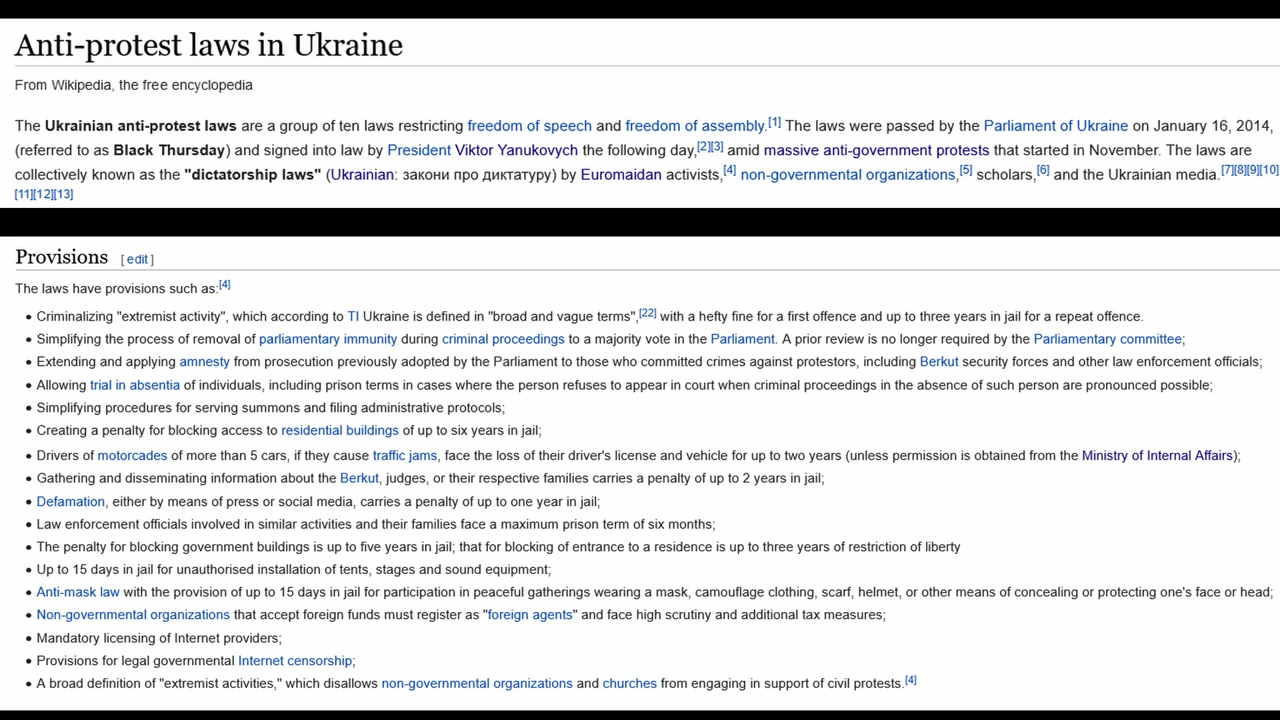 Anti-protest laws in Ukraine
From Wikipedia, the free encyclopedia
The Ukrainian anti-protest laws are a group of ten laws restricting freedom of speech and freedom of assembly.[1] The laws were passed by the Parliament of Ukraine on January 16, 2014,
(referred to as Black Thursday) and signed into law by President Viktor Yanukovych the following day,[2][3] amid massive anti-government protests that started in November. The laws are
collectively known as the "dictatorship laws" (Ukrainian: закони про диктатуру) by Euromaidan activists,[4] non-governmental organizations,[5] scholars,[6] and the Ukrainian media.[7][8][9][10]
[11][12][13]
Provisions [ edit ]
The laws have provisions such as:[4]
• Criminalizing "extremist activity", which according to TI Ukraine is defined in "broad and vague terms",[22] with a hefty fine for a first offence and up to three years in jail for a repeat offence.
• Simplifying the process of removal of parliamentary immunity during criminal proceedings to a majority vote in the Parliament. A prior review is no longer required by the Parliamentary committee;
• Extending and applying amnesty from prosecution previously adopted by the Parliament to those who committed crimes against protestors, including Berkut security forces and other law enforcement officials;
• Allowing trial in absentia of individuals, including prison terms in cases where the person refuses to appear in court when criminal proceedings in the absence of such person are pronounced possible;
• Simplifying procedures for serving summons and filing administrative protocols;
• Creating a penalty for blocking access to residential buildings of up to six years in jail;
• Drivers of motorcades of more than 5 cars, if they cause traffic jams, face the loss of their driver's license and vehicle for up to two years (unless permission is obtained from the Ministry of Internal Affairs);
• Gathering and disseminating information about the Berkut, judges, or their respective families carries a penalty of up to 2 years in jail;
• Defamation, either by means of press or social media, carries a penalty of up to one year in jail;
• Law enforcement officials involved in similar activities and their families face a maximum prison term of six months;
• The penalty for blocking government buildings is up to five years in jail; that for blocking of entrance to a residence is up to three years of restriction of liberty
• Up to 15 days in jail for unauthorised installation of tents, stages and sound equipment;
• Anti-mask law with the provision of up to 15 days in jail for participation in peaceful gatherings wearing a mask, camouflage clothing, scarf, helmet, or other means of concealing or protecting one's face or head;
• Non-governmental organizations that accept foreign funds must register as "foreign agents" and face high scrutiny and additional tax measures;
• Mandatory licensing of Internet providers;
• Provisions for legal governmental Internet censorship;
• A broad definition of "extremist activities," which disallows non-governmental organizations and churches from engaging in support of civil protests.[4]